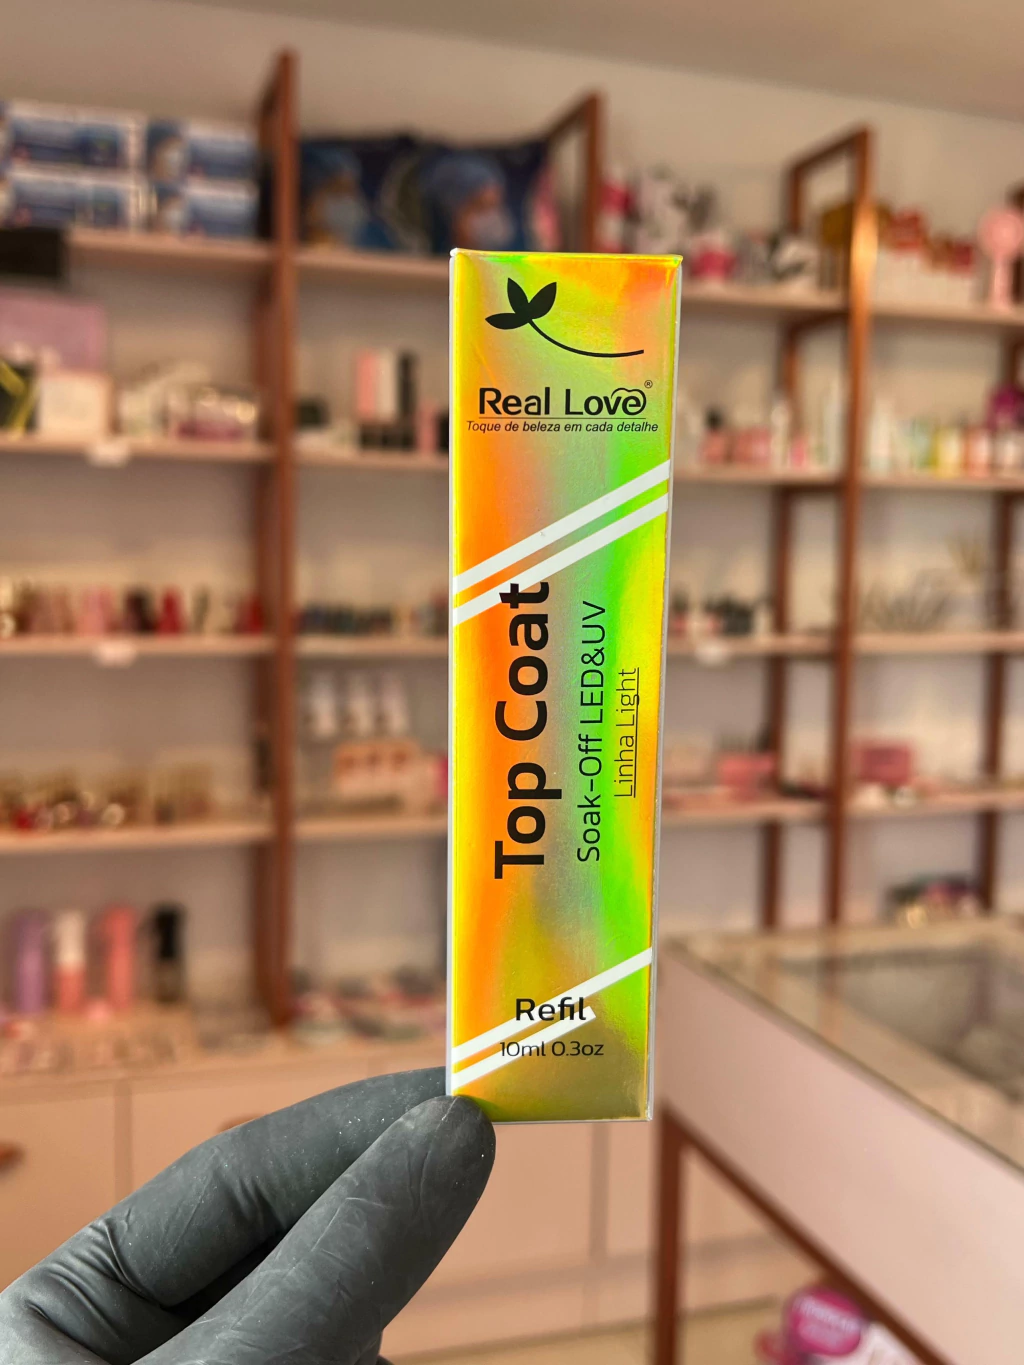 Real Love®
Toque de beleza em cada detalhe
Top Coat
Soak-Off LED&UV
Linha Light
Refil
10ml 0.3oz